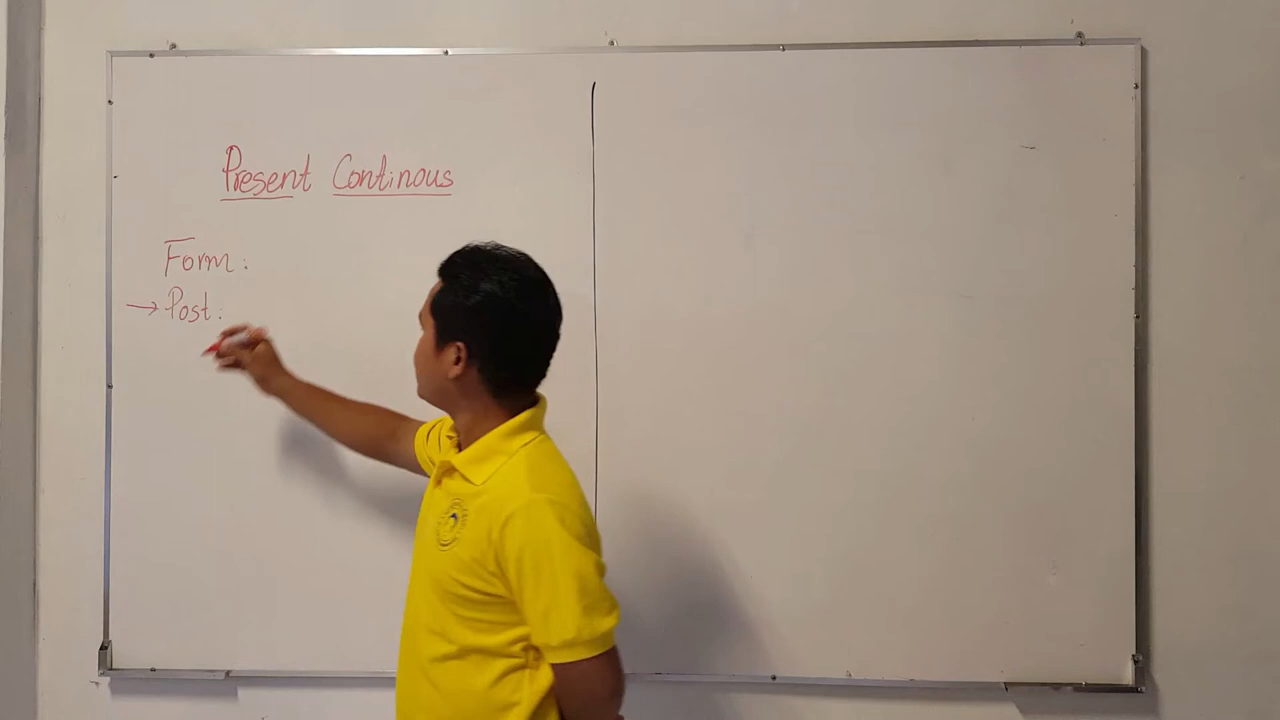 Present Continous
Form:
→ Post: